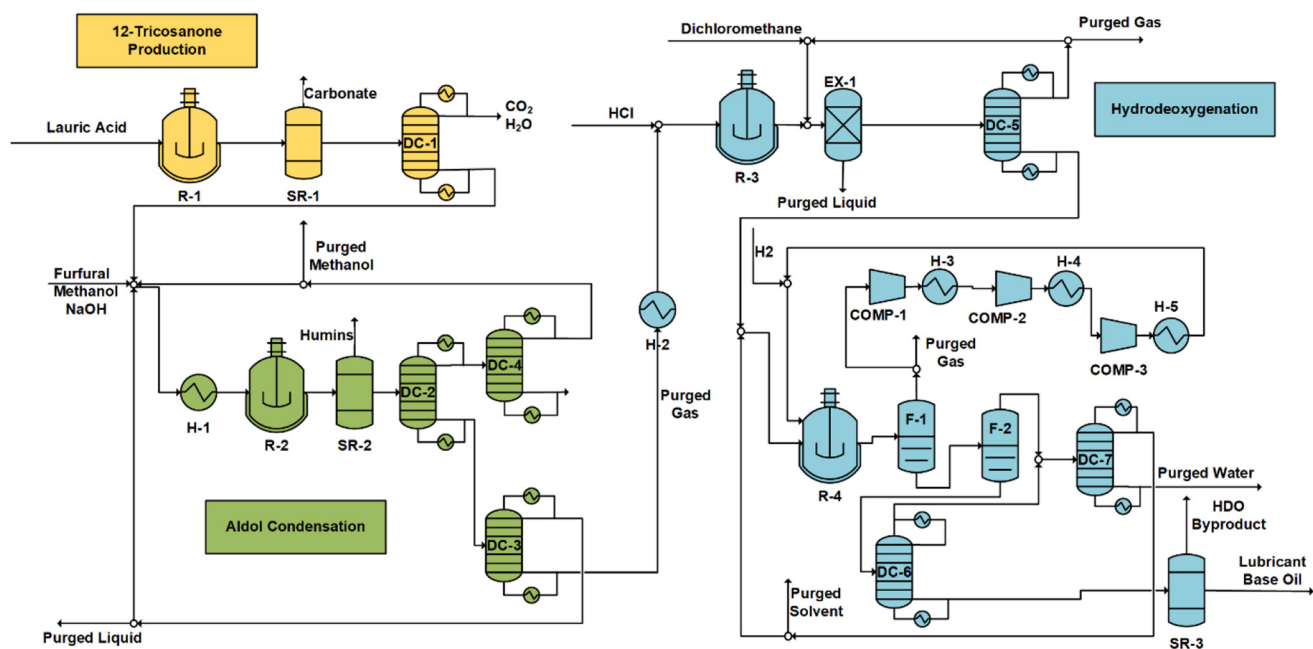 12-Tricosanone
Production
Carbonate
Lauric Acid
R-1
SR-1
DC-1
CO2
H2O
Furfural
Methanol
NaOH
Purged
Methanol
Humins
H-1
R-2
SR-2
DC-2
DC-4
DC-3
Aldol Condensation
Purged Liquid
Dichloromethane
Purged Gas
EX-1
HCl
R-3
DC-5
Hydrodeoxygenation
Purged Liquid
H-2
Purged
Gas
H2
COMP-1
H-3
COMP-2
H-4
COMP-3
H-5
Purged
Gas
R-4
F-1
F-2
DC-7
Purged Water
HDO
Byproduct
DC-6
Purged
Solvent
Lubricant
Base Oil
SR-3